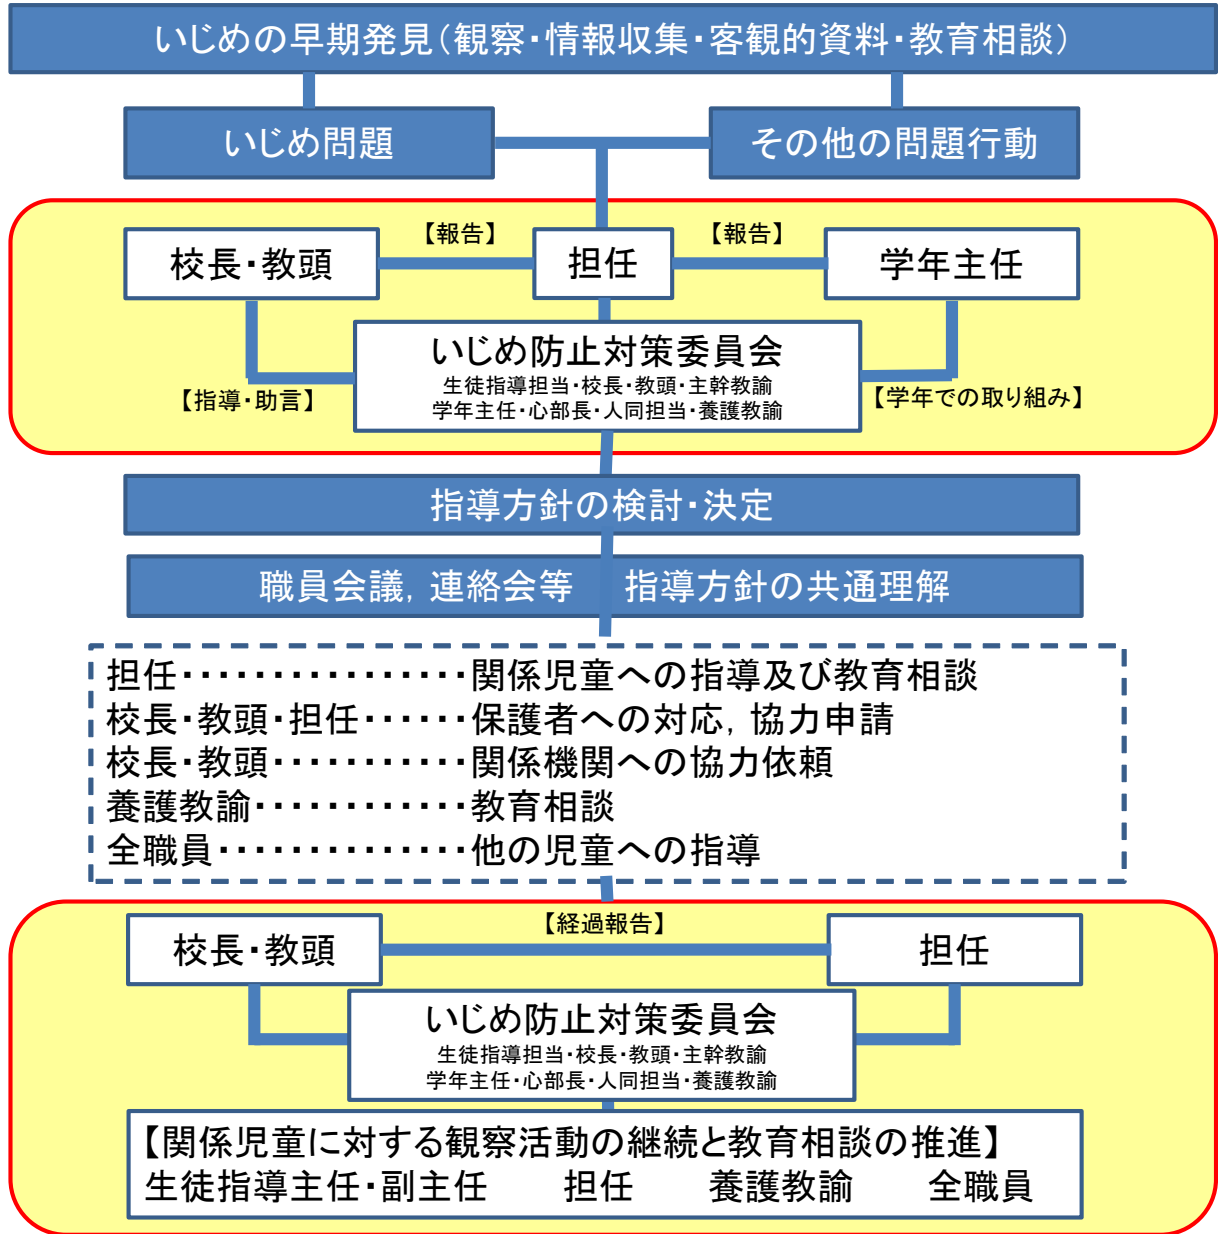 いじめの早期発見(観察・情報収集・客観的資料・教育相談)
いじめ問題
その他の問題行動
【報告】
【報告】
校長・教頭
担任
学年主任
いじめ防止対策委員会
生徒指導担当・校長・教頭・主幹教諭
学年主任・心部長・人同担当・養護教諭
【指導・助言】
【学年での取り組み】
指導方針の検討・決定
職員会議, 連絡会等 指導方針の共通理解
担任・・・・・・・・・・・・・・・・関係児童への指導及び教育相談
校長・教頭・担任・・・・・・保護者への対応, 協力申請
校長・教頭・・・・・・・・・・・関係機関への協力依頼
養護教諭・・・・・・・・・・・・教育相談
全職員・・・・・・・・・・・・・・他の児童への指導
【経過報告】
校長・教頭
担任
いじめ防止対策委員会
生徒指導担当・校長・教頭・主幹教諭
学年主任・心部長・人同担当・養護教諭
【関係児童に対する観察活動の継続と教育相談の推進】
生徒指導主任・副主任 担任 養護教諭 全職員